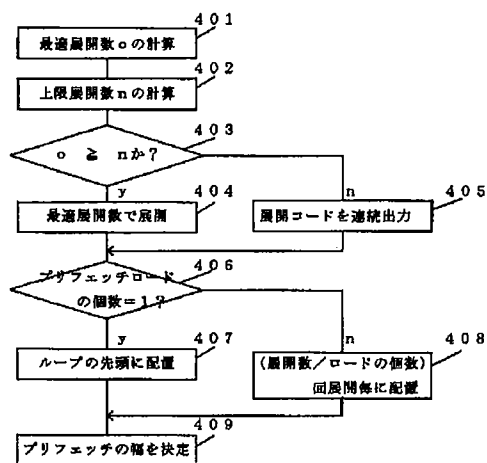 401
最適展開数oの計算
402
上限展開数nの計算
403
o ≧ nか?
y
n
404
405
最適展開数で展開
展開コードを連続出力
406
プリフェッチロード
の個数=1?
y
n
407
408
ループの先頭に配置
(展開数/ロードの個数)
回展開毎に配置
409
プリフェッチの幅を決定